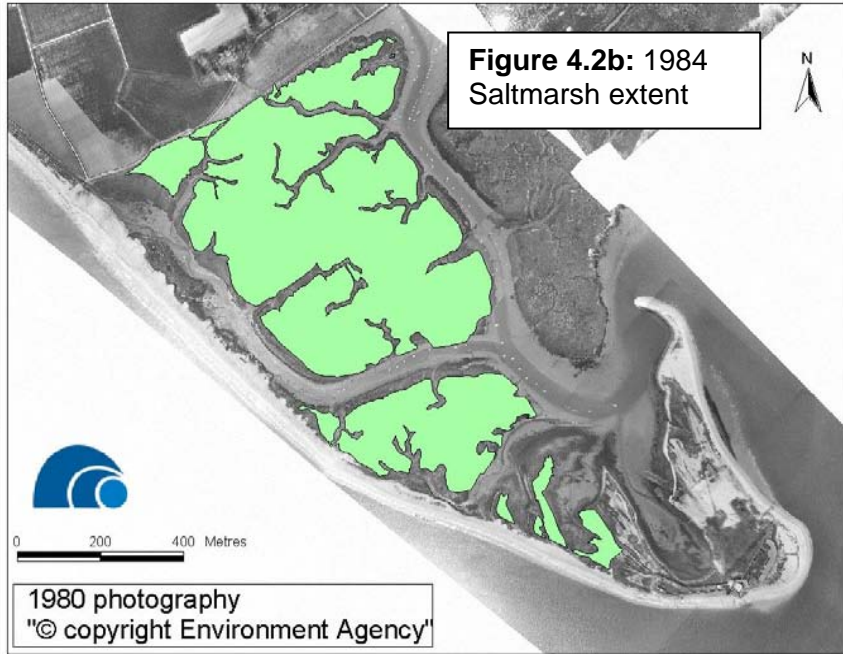 Figure 4.2b: 1984
Saltmarsh extent
N
0 200 400 Metres
1980 photography
"© copyright Environment Agency"